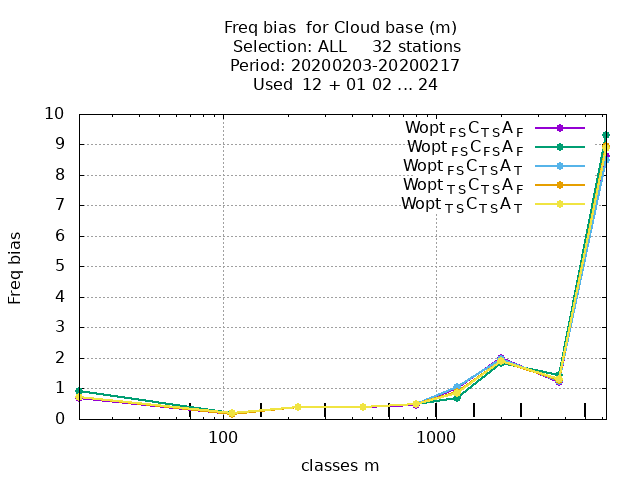 Freq bias  for Cloud base (m)
Selection: ALL     32 stations
Period: 20200203-20200217
Used  12 + 01 02 ... 24
Wopt FS C TS A F
Wopt FS C FS A F
Wopt FS C TS A T
Wopt TS C TS A F
Wopt TS C TS A T
10
9
8
7
6
5
4
3
2
1
0
Freq bias
100 1000
classes m